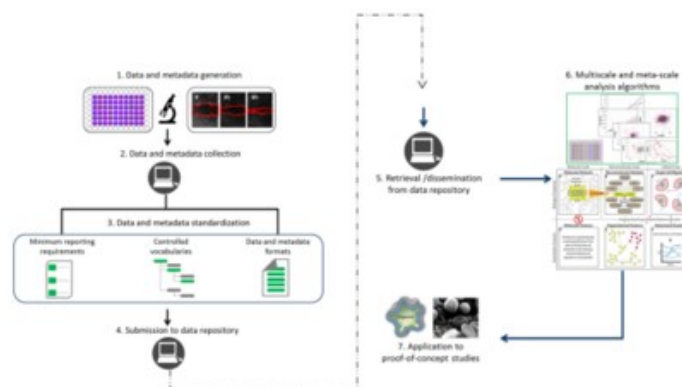 1. Data and metadata generation
2. Data and metadata collection
3. Data and metadata standardization
Minimum reporting
requirements
Controlled
vocabularies
Data and metadata
formats
4. Submission to data repository
5. Retrieval /dissemination
from data repository
6. Multiscale and meta-scale
analysis algorithms
7. Application to
proof-of-concept studies